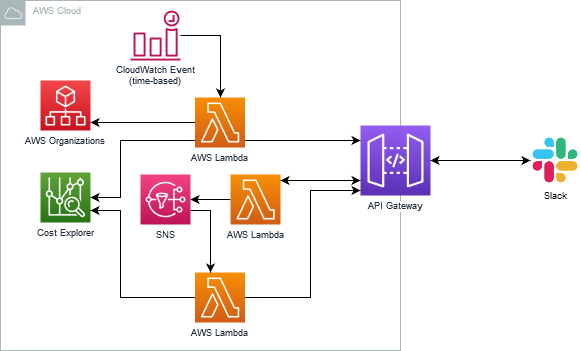 AWS Cloud
CloudWatch Event
(time-based)
AWS Organizations
AWS Lambda
Cost Explorer
SNS
AWS Lambda
API Gateway
Slack
AWS Lambda